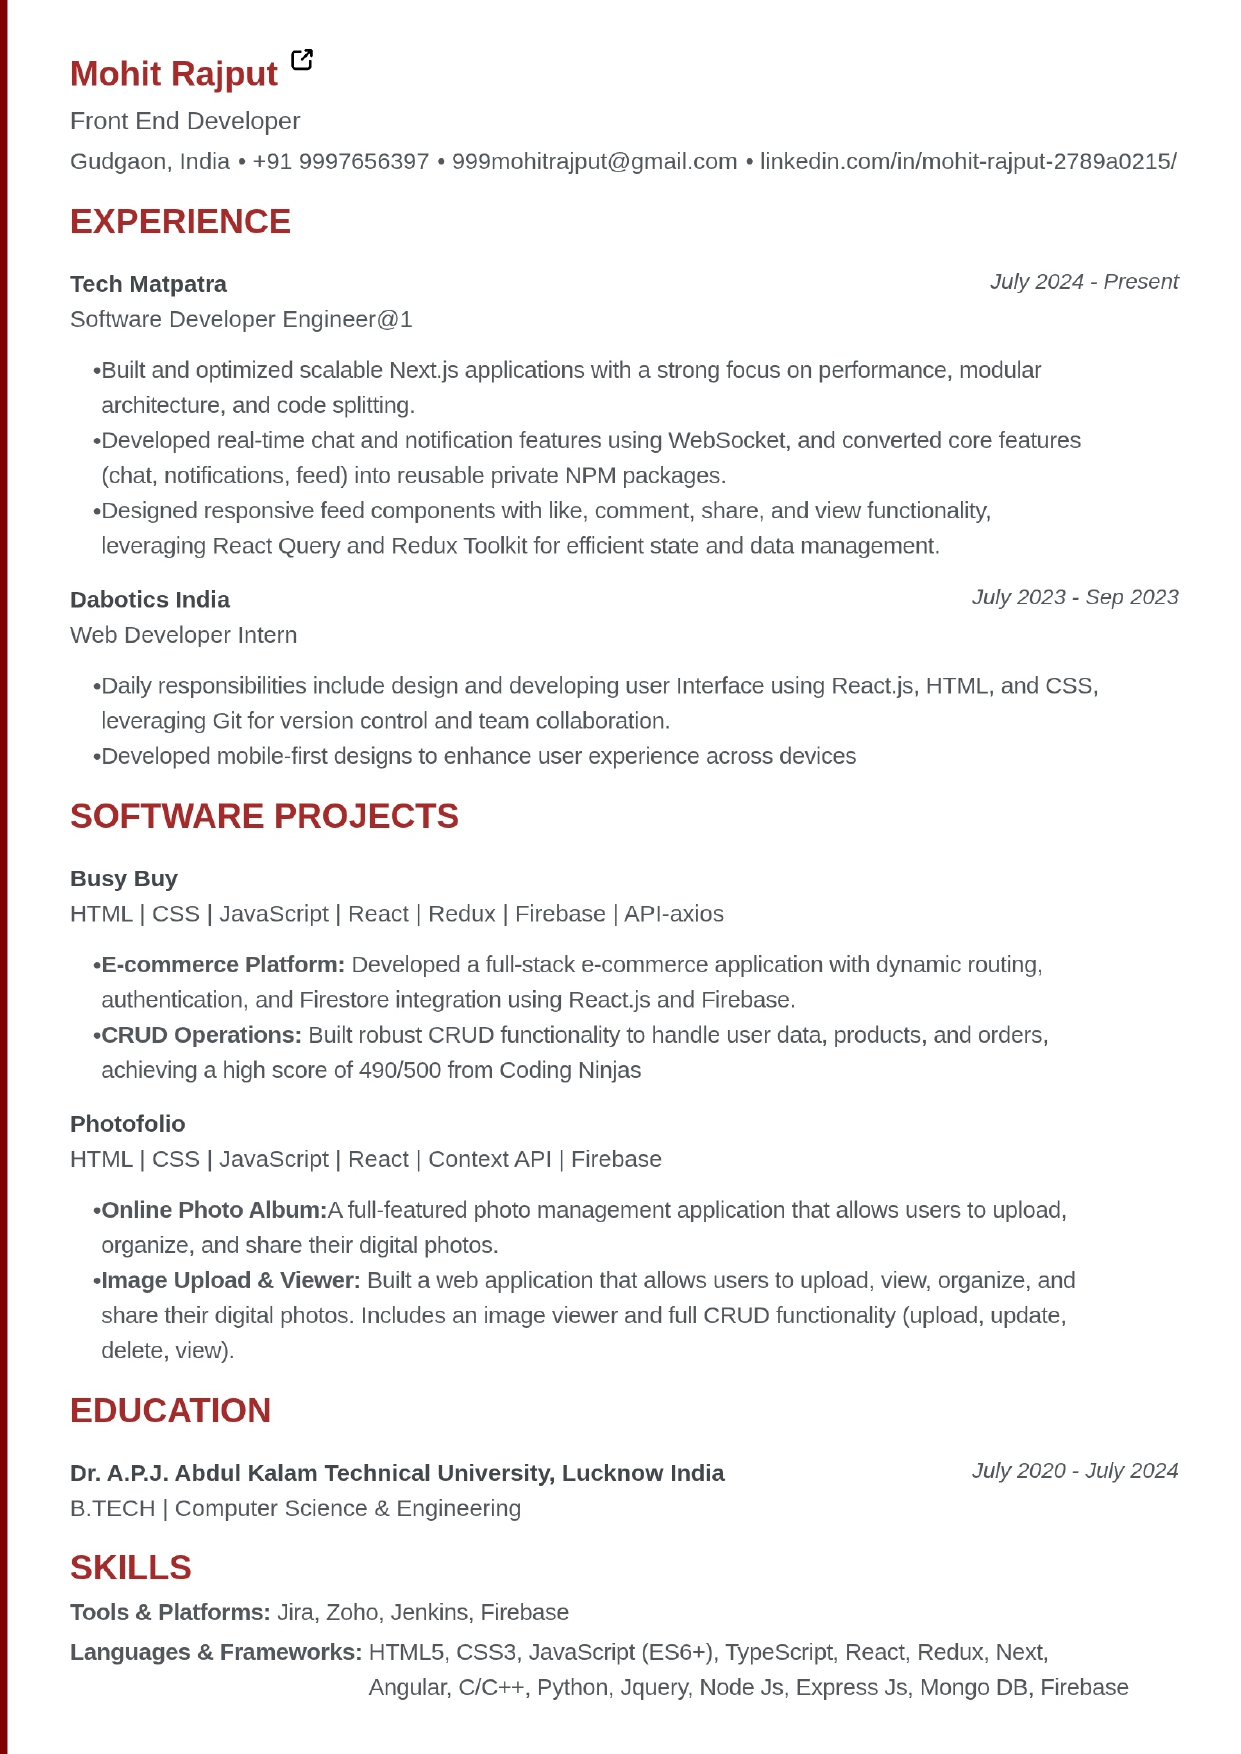 Mohit Rajput
Front End Developer
Gudgaon, India • +91 9997656397 • 999mohitrajput@gmail.com • linkedin.com/in/mohit-rajput-2789a0215/
EXPERIENCE
Tech Matpatra July 2024 - Present
Software Developer Engineer@1
•Built and optimized scalable Next.js applications with a strong focus on performance, modular
architecture, and code splitting.
•Developed real-time chat and notification features using WebSocket, and converted core features
(chat, notifications, feed) into reusable private NPM packages.
•Designed responsive feed components with like, comment, share, and view functionality,
leveraging React Query and Redux Toolkit for efficient state and data management.
Dabotics India July 2023 - Sep 2023
Web Developer Intern
•Daily responsibilities include design and developing user Interface using React.js, HTML, and CSS,
leveraging Git for version control and team collaboration.
•Developed mobile-first designs to enhance user experience across devices
SOFTWARE PROJECTS
Busy Buy
HTML | CSS | JavaScript | React | Redux | Firebase | API-axios
•E-commerce Platform: Developed a full-stack e-commerce application with dynamic routing,
authentication, and Firestore integration using React.js and Firebase.
•CRUD Operations: Built robust CRUD functionality to handle user data, products, and orders,
achieving a high score of 490/500 from Coding Ninjas
Photofolio
HTML | CSS | JavaScript | React | Context API | Firebase
•Online Photo Album:A full-featured photo management application that allows users to upload,
organize, and share their digital photos.
•Image Upload & Viewer: Built a web application that allows users to upload, view, organize, and
share their digital photos. Includes an image viewer and full CRUD functionality (upload, update,
delete, view).
EDUCATION
Dr. A.P.J. Abdul Kalam Technical University, Lucknow India July 2020 - July 2024
B.TECH | Computer Science & Engineering
SKILLS
Tools & Platforms: Jira, Zoho, Jenkins, Firebase
Languages & Frameworks: HTML5, CSS3, JavaScript (ES6+), TypeScript, React, Redux, Next,
Angular, C/C++, Python, Jquery, Node Js, Express Js, Mongo DB, Firebase